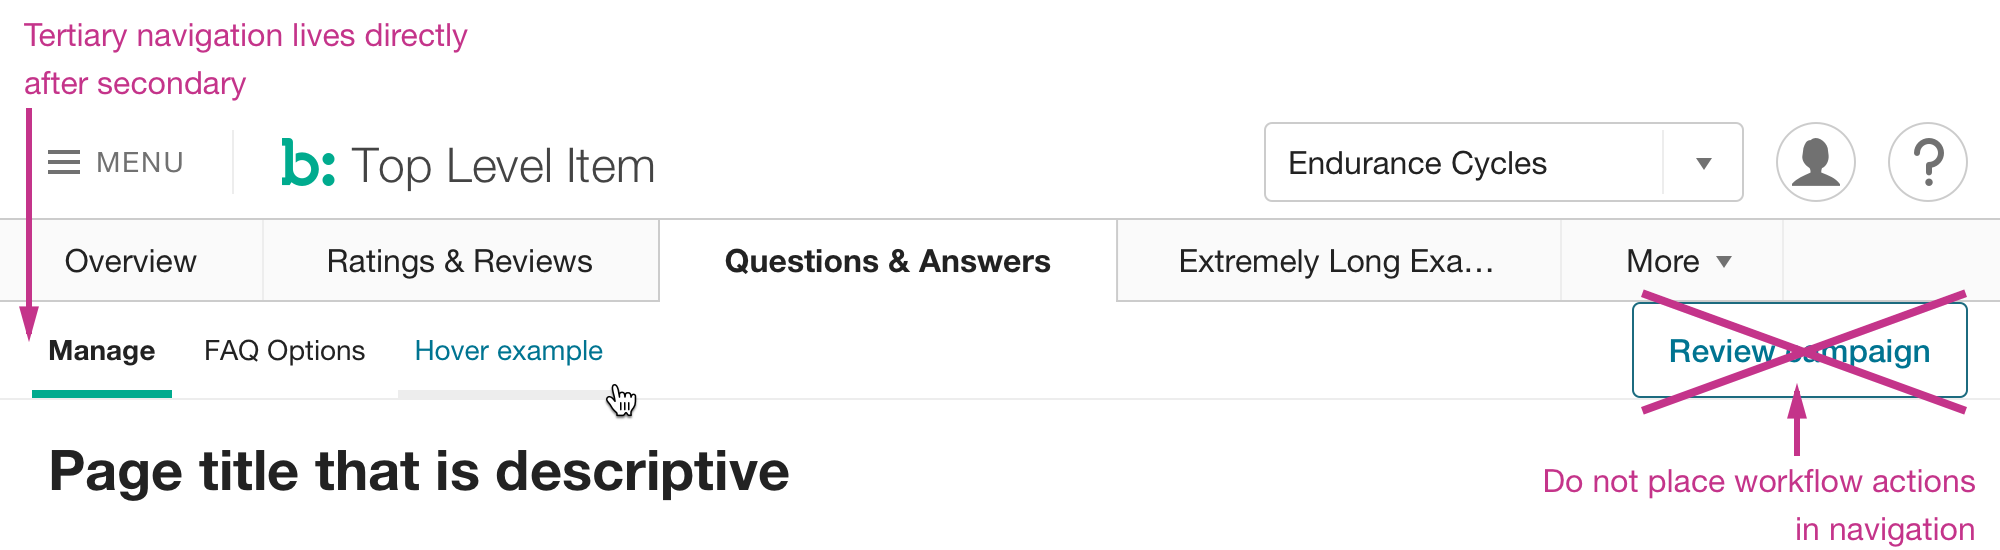 Tertiary navigation lives directly
after secondary
MENU
b: Top Level Item
Endurance Cycles
?
Overview
Ratings & Reviews
Questions & Answers
Extremely Long Exa...
More
Manage
FAQ Options
Hover example
Review campaign
Page title that is descriptive
Do not place workflow actions
in navigation